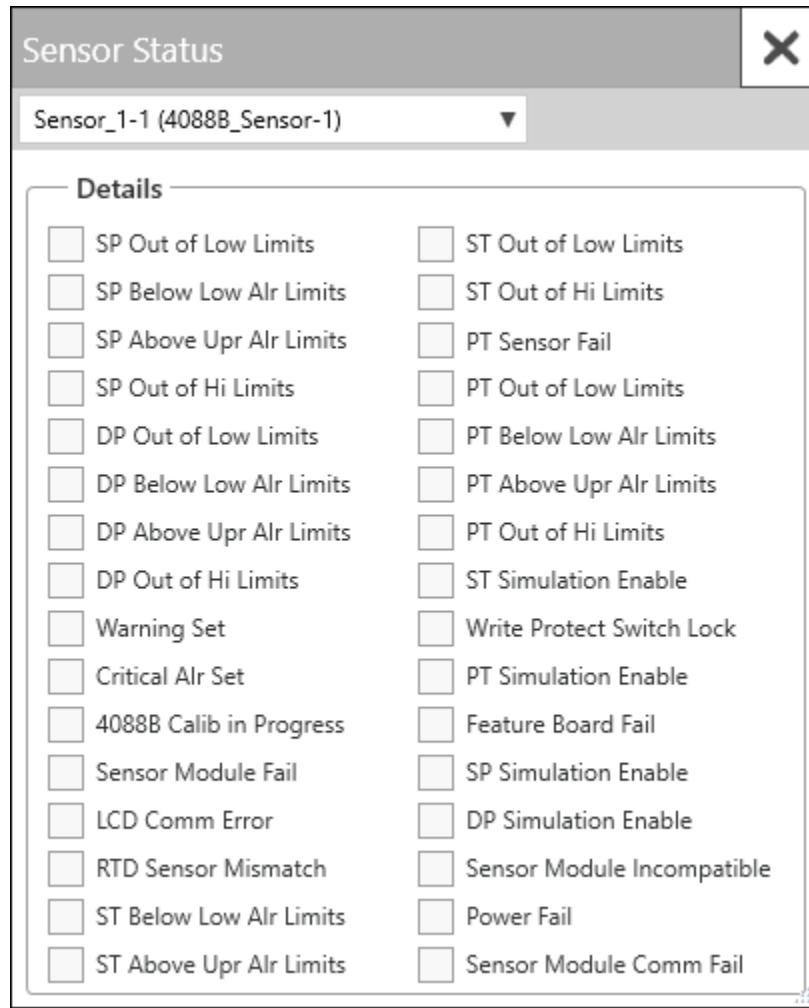 Sensor Status
Sensor_1-1 (4088B_Sensor-1)
Details
SP Out of Low Limits
SP Below Low Alr Limits
SP Above Upr Alr Limits
SP Out of Hi Limits
DP Out of Low Limits
DP Below Low Alr Limits
DP Above Upr Alr Limits
DP Out of Hi Limits
Warning Set
Critical Alr Set
4088B Calib in Progress
Sensor Module Fail
LCD Comm Error
RTD Sensor Mismatch
ST Below Low Alr Limits
ST Above Upr Alr Limits
ST Out of Low Limits
ST Out of Hi Limits
PT Sensor Fail
PT Out of Low Limits
PT Below Low Alr Limits
PT Above Upr Alr Limits
PT Out of Hi Limits
ST Simulation Enable
Write Protect Switch Lock
PT Simulation Enable
Feature Board Fail
SP Simulation Enable
DP Simulation Enable
Sensor Module Incompatible
Power Fail
Sensor Module Comm Fail